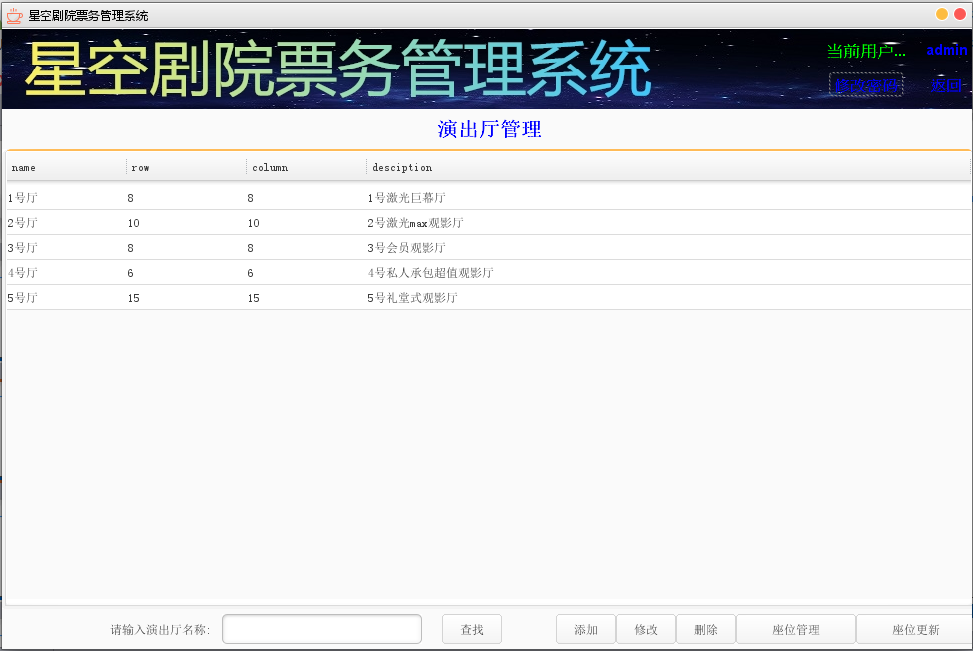 星空剧院票务管理系统
星空剧院票务管理系统
当前用户... admin
返回
演出厅管理
name row column desciption
1号厅 8 8 1号激光巨幕厅
2号厅 10 10 2号激光max观影厅
3号厅 8 8 3号会员观影厅
4号厅 6 6 4号私人承包超值观影厅
5号厅 15 15 5号礼堂式观影厅
请输入演出厅名称: 查找 添加 修改 删除 座位管理 座位更新